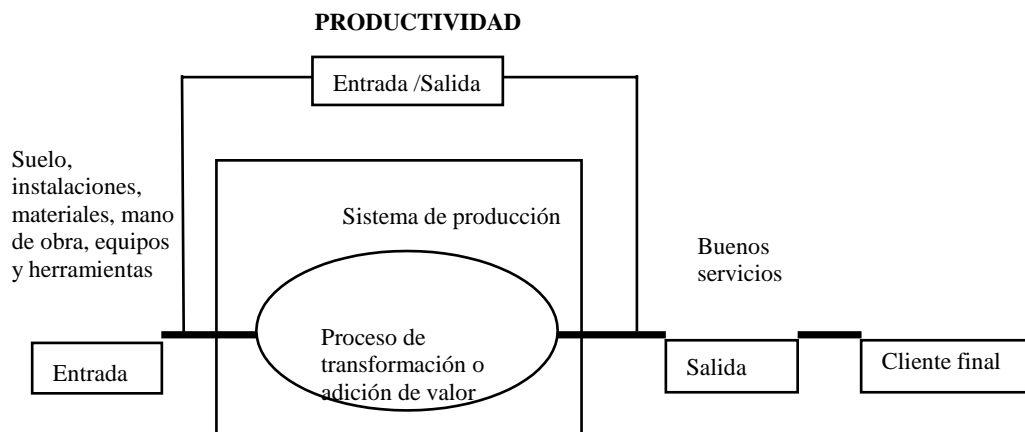 PRODUCTIVIDAD
Entrada /Salida
Suelo,
instalaciones,
materiales, mano
de obra, equipos
y herramientas
Sistema de producción
Buenos
servicios
Proceso de
transformación o
adición de valor
Entrada
Salida
Cliente final